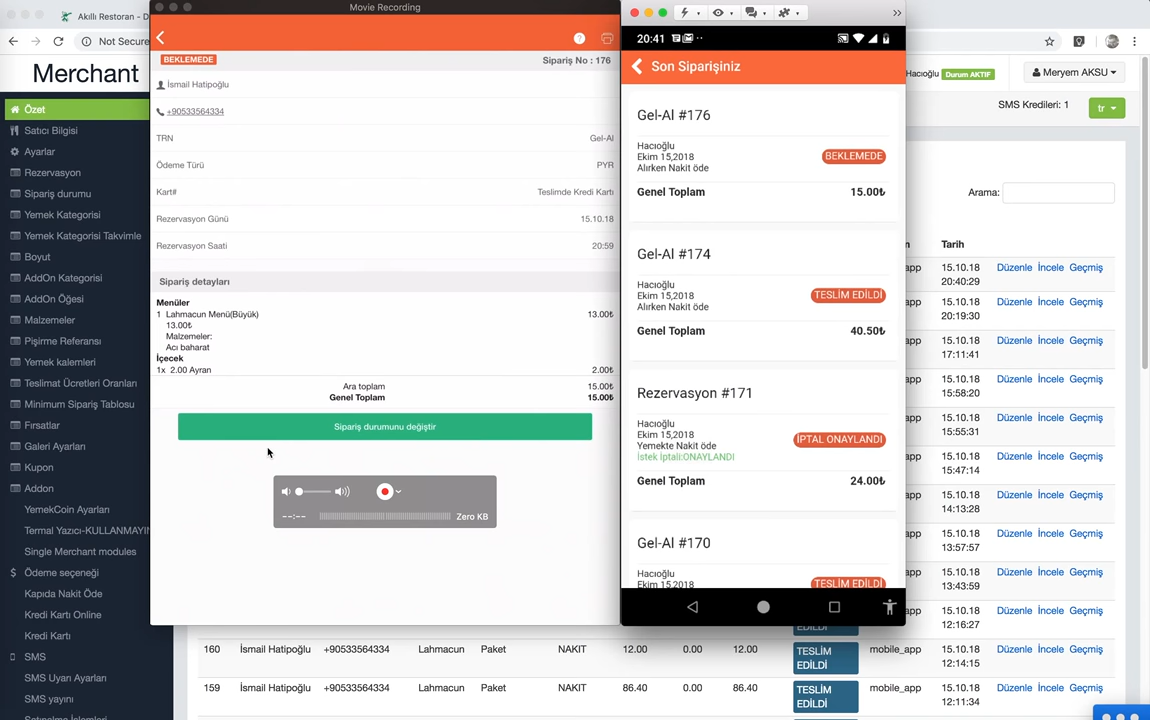 Akıllı Restoran - D
Not Secure
Merchant
Özet
Satıcı Bilgisi
Ayarlar
Rezervasyon
Sipariş durumu
Yemek Kategorisi
Yemek Kategorisi Takvimle
Boyut
AddOn Kategorisi
AddOn Öğesi
Malzemeler
Pişirme Referansı
Yemek kalemleri
Teslimat Ücretleri Oranları
Minimum Sipariş Tablosu
Fırsatlar
Galeri Ayarları
Kupon
Addon
YemekCoin Ayarları
Termal Yazıcı-KULLANMAYIN
Single Merchant modules
$ Ödeme seçeneği
Kapıda Nakit Öde
Kredi Kartı Online
Kredi Kartı
SMS
SMS Uyarı Ayarları
SMS yayını
Movie Recording
?
BEKLEMEDE
Sipariş No : 176
İsmail Hatipoğlu
+90533564334
TRN Gel-Al
Ödeme Türü PYR
Kart# Teslimde Kredi Kartı
Rezervasyon Günü 15.10.18
Rezervasyon Saati 20:59
Sipariş detayları
Menüler
1 Lahmacun Menü(Büyük) 13.00₺
13.00₺
Malzemeler:
Acı baharat
İçecek
1x 2.00 Ayran 2.00₺
Ara toplam 15.00₺
Genel Toplam 15.00₺
Sipariş durumunu değiştir
--:-- Zero KB
20:41
Son Siparişiniz
Gel-Al #176
Hacıoğlu
Ekim 15,2018
Alırken Nakit öde
BEKLEMEDE
Genel Toplam 15.00₺
Gel-Al #174
Hacıoğlu
Ekim 15,2018
Alırken Nakit öde
TESLİM EDİLDİ
Genel Toplam 40.50₺
Rezervasyon #171
Hacıoğlu
Ekim 15,2018
Yemekte Nakit öde
İstek İptali:ONAYLANDI
İPTAL ONAYLANDI
Genel Toplam 24.00₺
Gel-Al #170
Hacıoğlu
Ekim 15,2018
TESLİM EDİLDİ
Hacıoğlu Durum AKTIF
Meryem AKSU
SMS Kredileri: 1
tr
Arama:
n Tarih
app 15.10.18 Düzenle İncele Geçmiş
20:40:29
app 15.10.18 Düzenle İncele Geçmiş
20:19:30
app 15.10.18 Düzenle İncele Geçmiş
17:11:41
app 15.10.18 Düzenle İncele Geçmiş
15:58:20
app 15.10.18 Düzenle İncele Geçmiş
15:55:31
app 15.10.18 Düzenle İncele Geçmiş
15:47:14
app 15.10.18 Düzenle İncele Geçmiş
14:13:28
app 15.10.18 Düzenle İncele Geçmiş
13:57:57
app 15.10.18 Düzenle İncele Geçmiş
13:43:59
app 15.10.18 Düzenle İncele Geçmiş
EDİLDİ 12:16:27
160 İsmail Hatipoğlu +90533564334 Lahmacun Paket NAKIT 12.00 0.00 12.00 TESLİM mobile_app 15.10.18 Düzenle İncele Geçmiş
EDİLDİ 12:14:15
159 İsmail Hatipoğlu +90533564334 Lahmacun Paket NAKIT 86.40 0.00 86.40 TESLİM mobile_app 15.10.18 Düzenle İncele Geçmiş
EDİLDİ 12:11:34